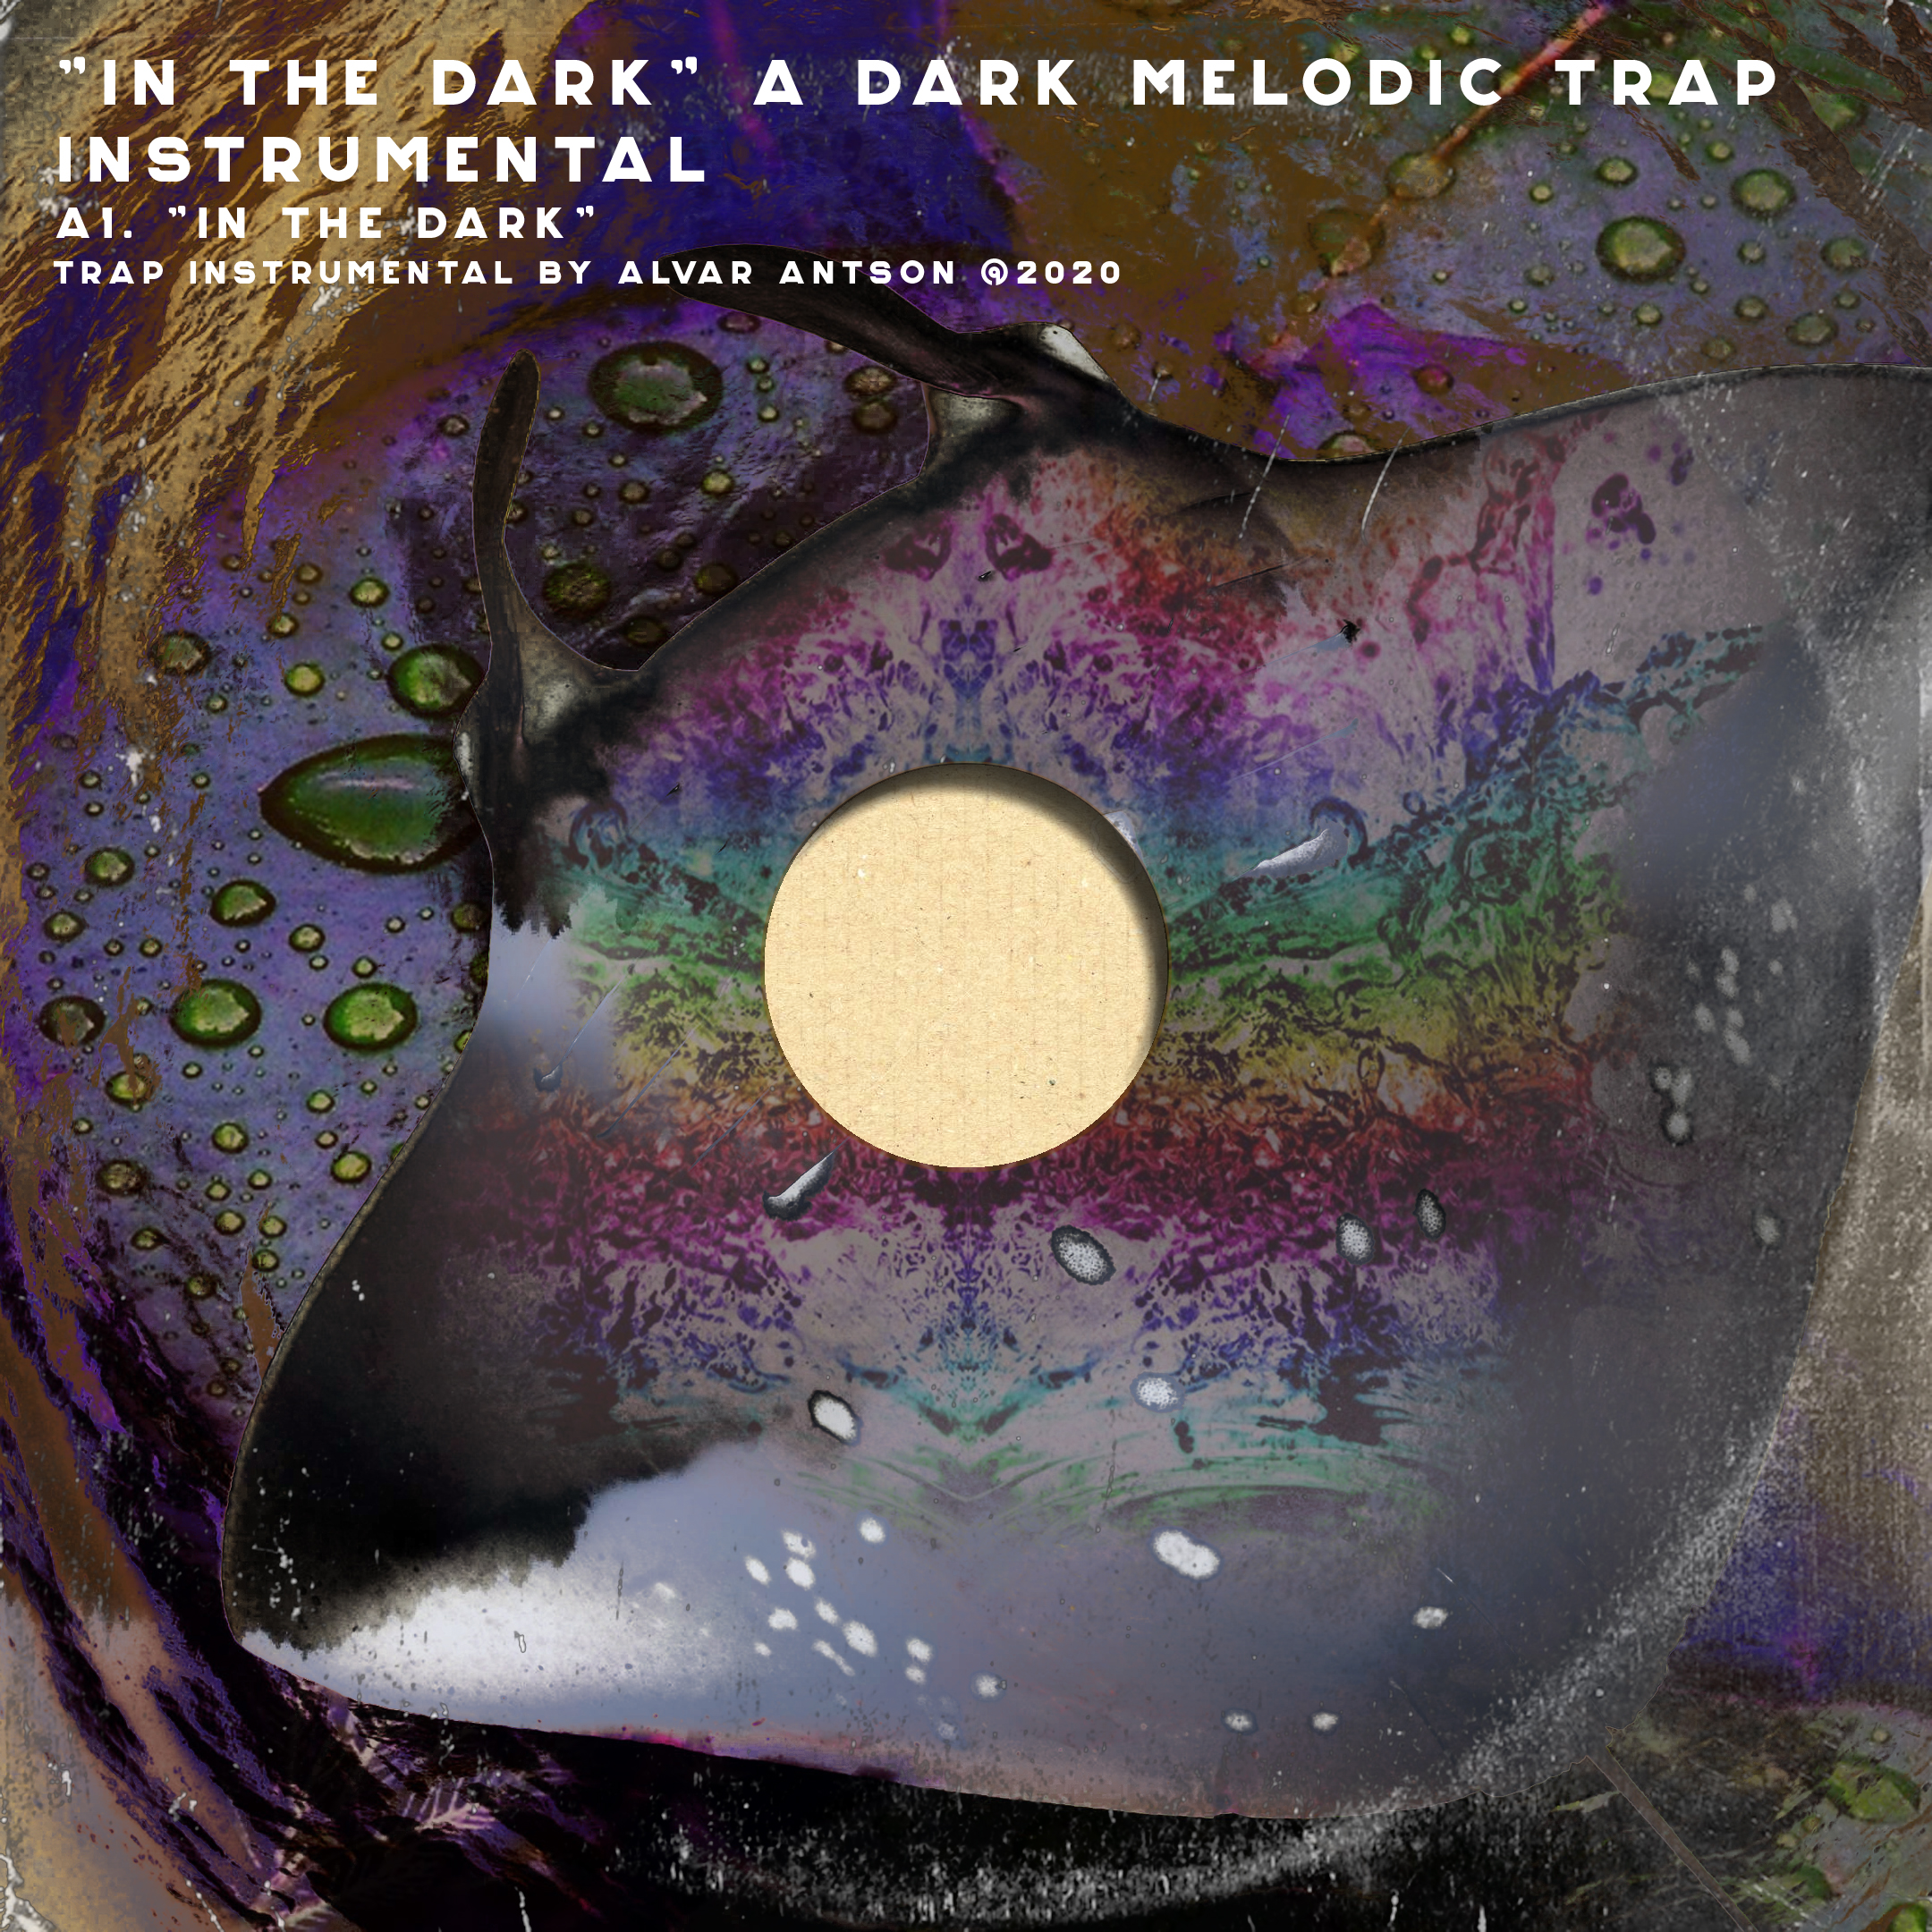 "IN THE DARK" A DARK MELODIC TRAP
INSTRUMENTAL
A1. "IN THE DARK"
TRAP INSTRUMENTAL BY ALVAR ANTSON @2020